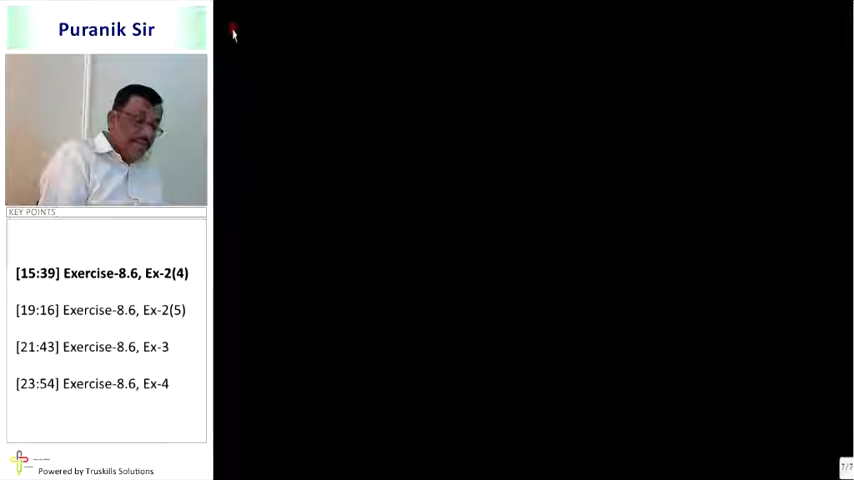 Puranik Sir
KEY POINTS
[15:39] Exercise-8.6, Ex-2(4)
[19:16] Exercise-8.6, Ex-2(5)
[21:43] Exercise-8.6, Ex-3
[23:54] Exercise-8.6, Ex-4
Powered by Truskills Solutions
7/7